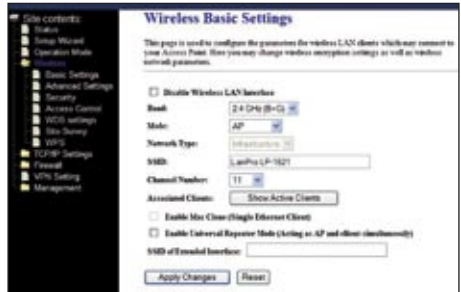 Site contents:
Status
Setup Wizard
Operation Mode
Wireless
Basic Settings
Advanced Settings
Security
Access Control
WDS settings
Site Survey
WPS
TCP/IP Settings
Firewall
VPN Setting
Management
Wireless Basic Settings
This page is used to configure the parameters for wireless LAN clients which may connect to
your Access Point. Here you may change wireless encryption settings as well as wireless
network parameters.
Disable Wireless LAN Interface
Band: 2.4 GHz (B+G)
Mode: AP
Network Type: Infrastructure
SSID: LanPro LP-1521
Channel Number: 11
Associated Clients: Show Active Clients
Enable Mac Clone (Single Ethernet Client)
Enable Universal Repeater Mode (Acting as AP and client simultaneously)
SSID of Extended Interface:
Apply Changes Reset